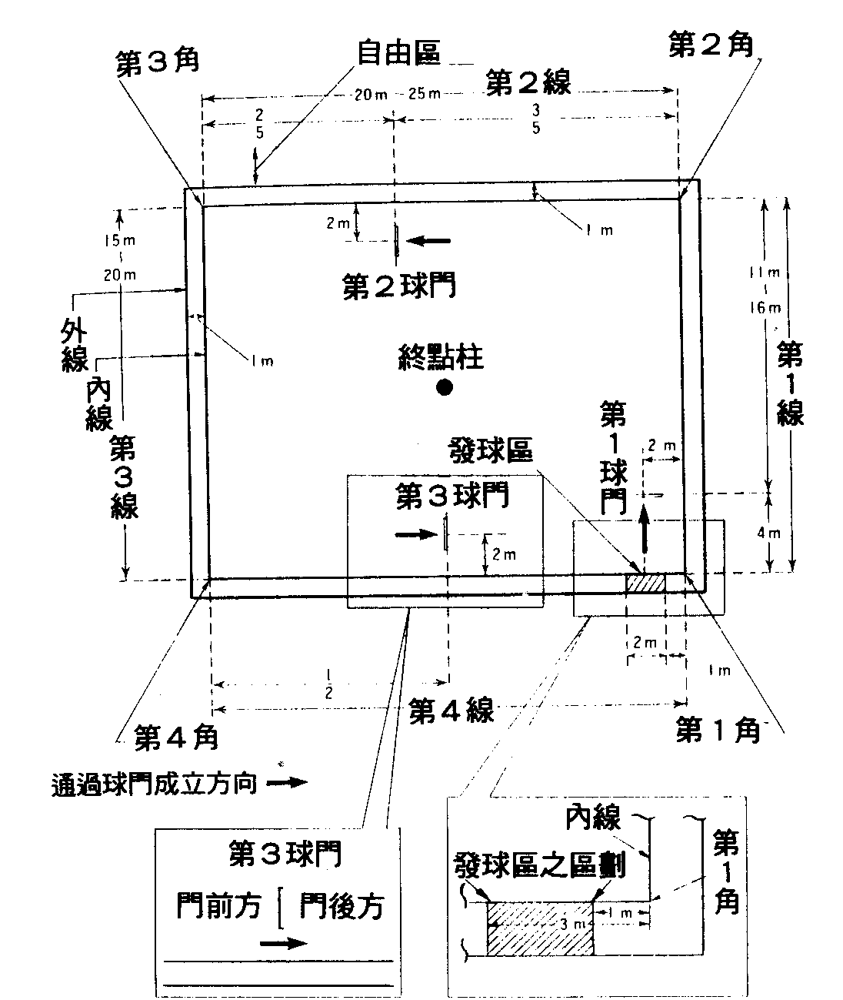 第3角
自由區
第2角
20m 25m
第2線
2
5
3
5
2m
1m
15m
20m
11m
16m
第2球門
外線
1m
內線
終點柱
第1線
第1球門
發球區
2m
第3線
第3球門
4m
2m
2m
1m
1
2
第4線
第4角
第1角
通過球門成立方向
第3球門
門前方
門後方
內線
發球區之區劃
第1角
1m
3m